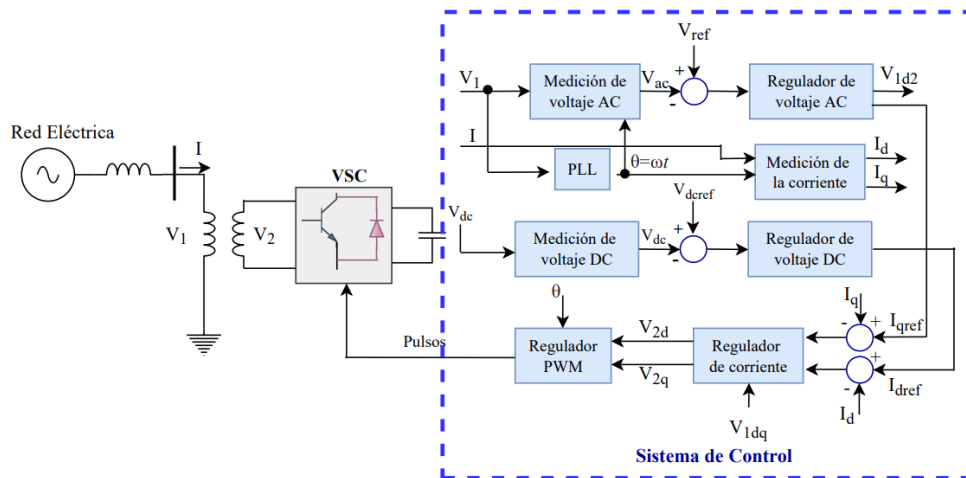 Red Eléctrica
I
V1
V2
VSC
Pulsos
Vref
V1
Medición de
voltaje AC
Vac
+
-
Regulador de
voltaje AC
V1d2
I
PLL
θ=ωt
Medición de
la corriente
Id
Iq
Vdc
Vdcref
Medición de
voltaje DC
Vdc
+
-
Regulador de
voltaje DC
θ
Regulador
PWM
V2d
V2q
Regulador
de corriente
V1dq
Iq
-
+
Iqref
+
-
Idref
Id
Sistema de Control